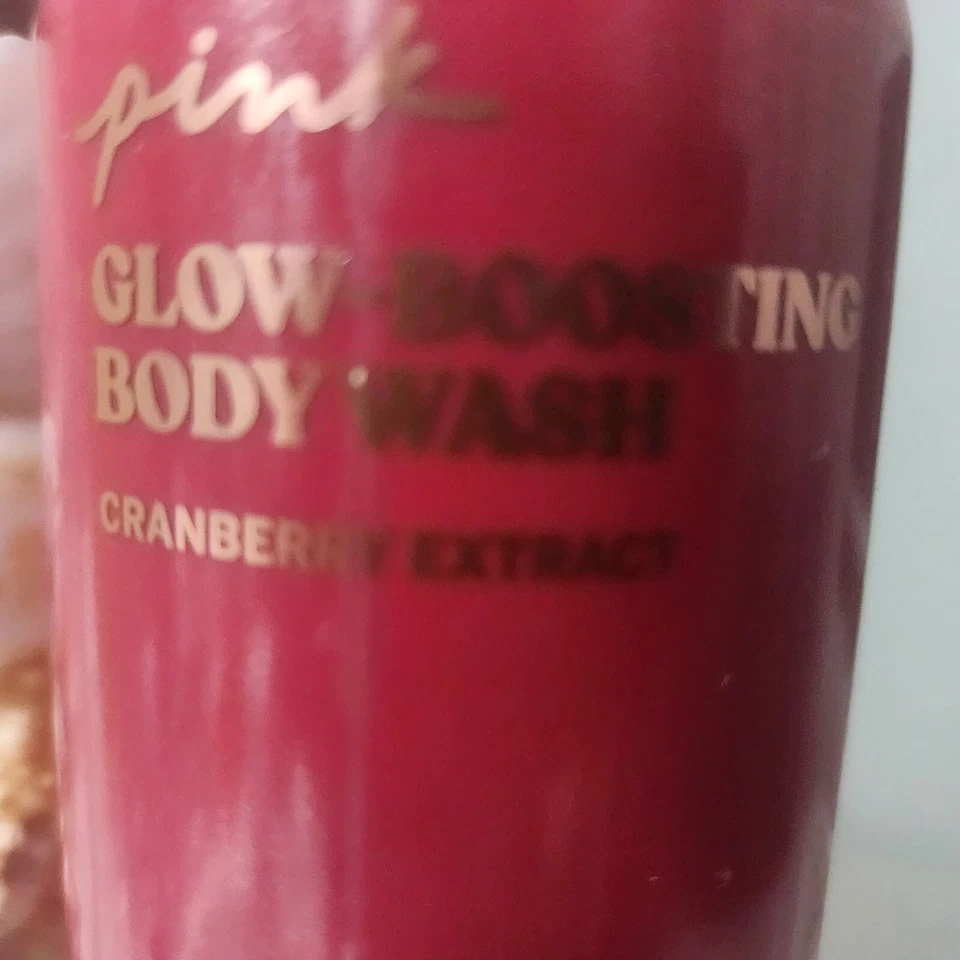 pink
GLOW-BOOSTING
BODY WASH
CRANBERRY EXTRACT